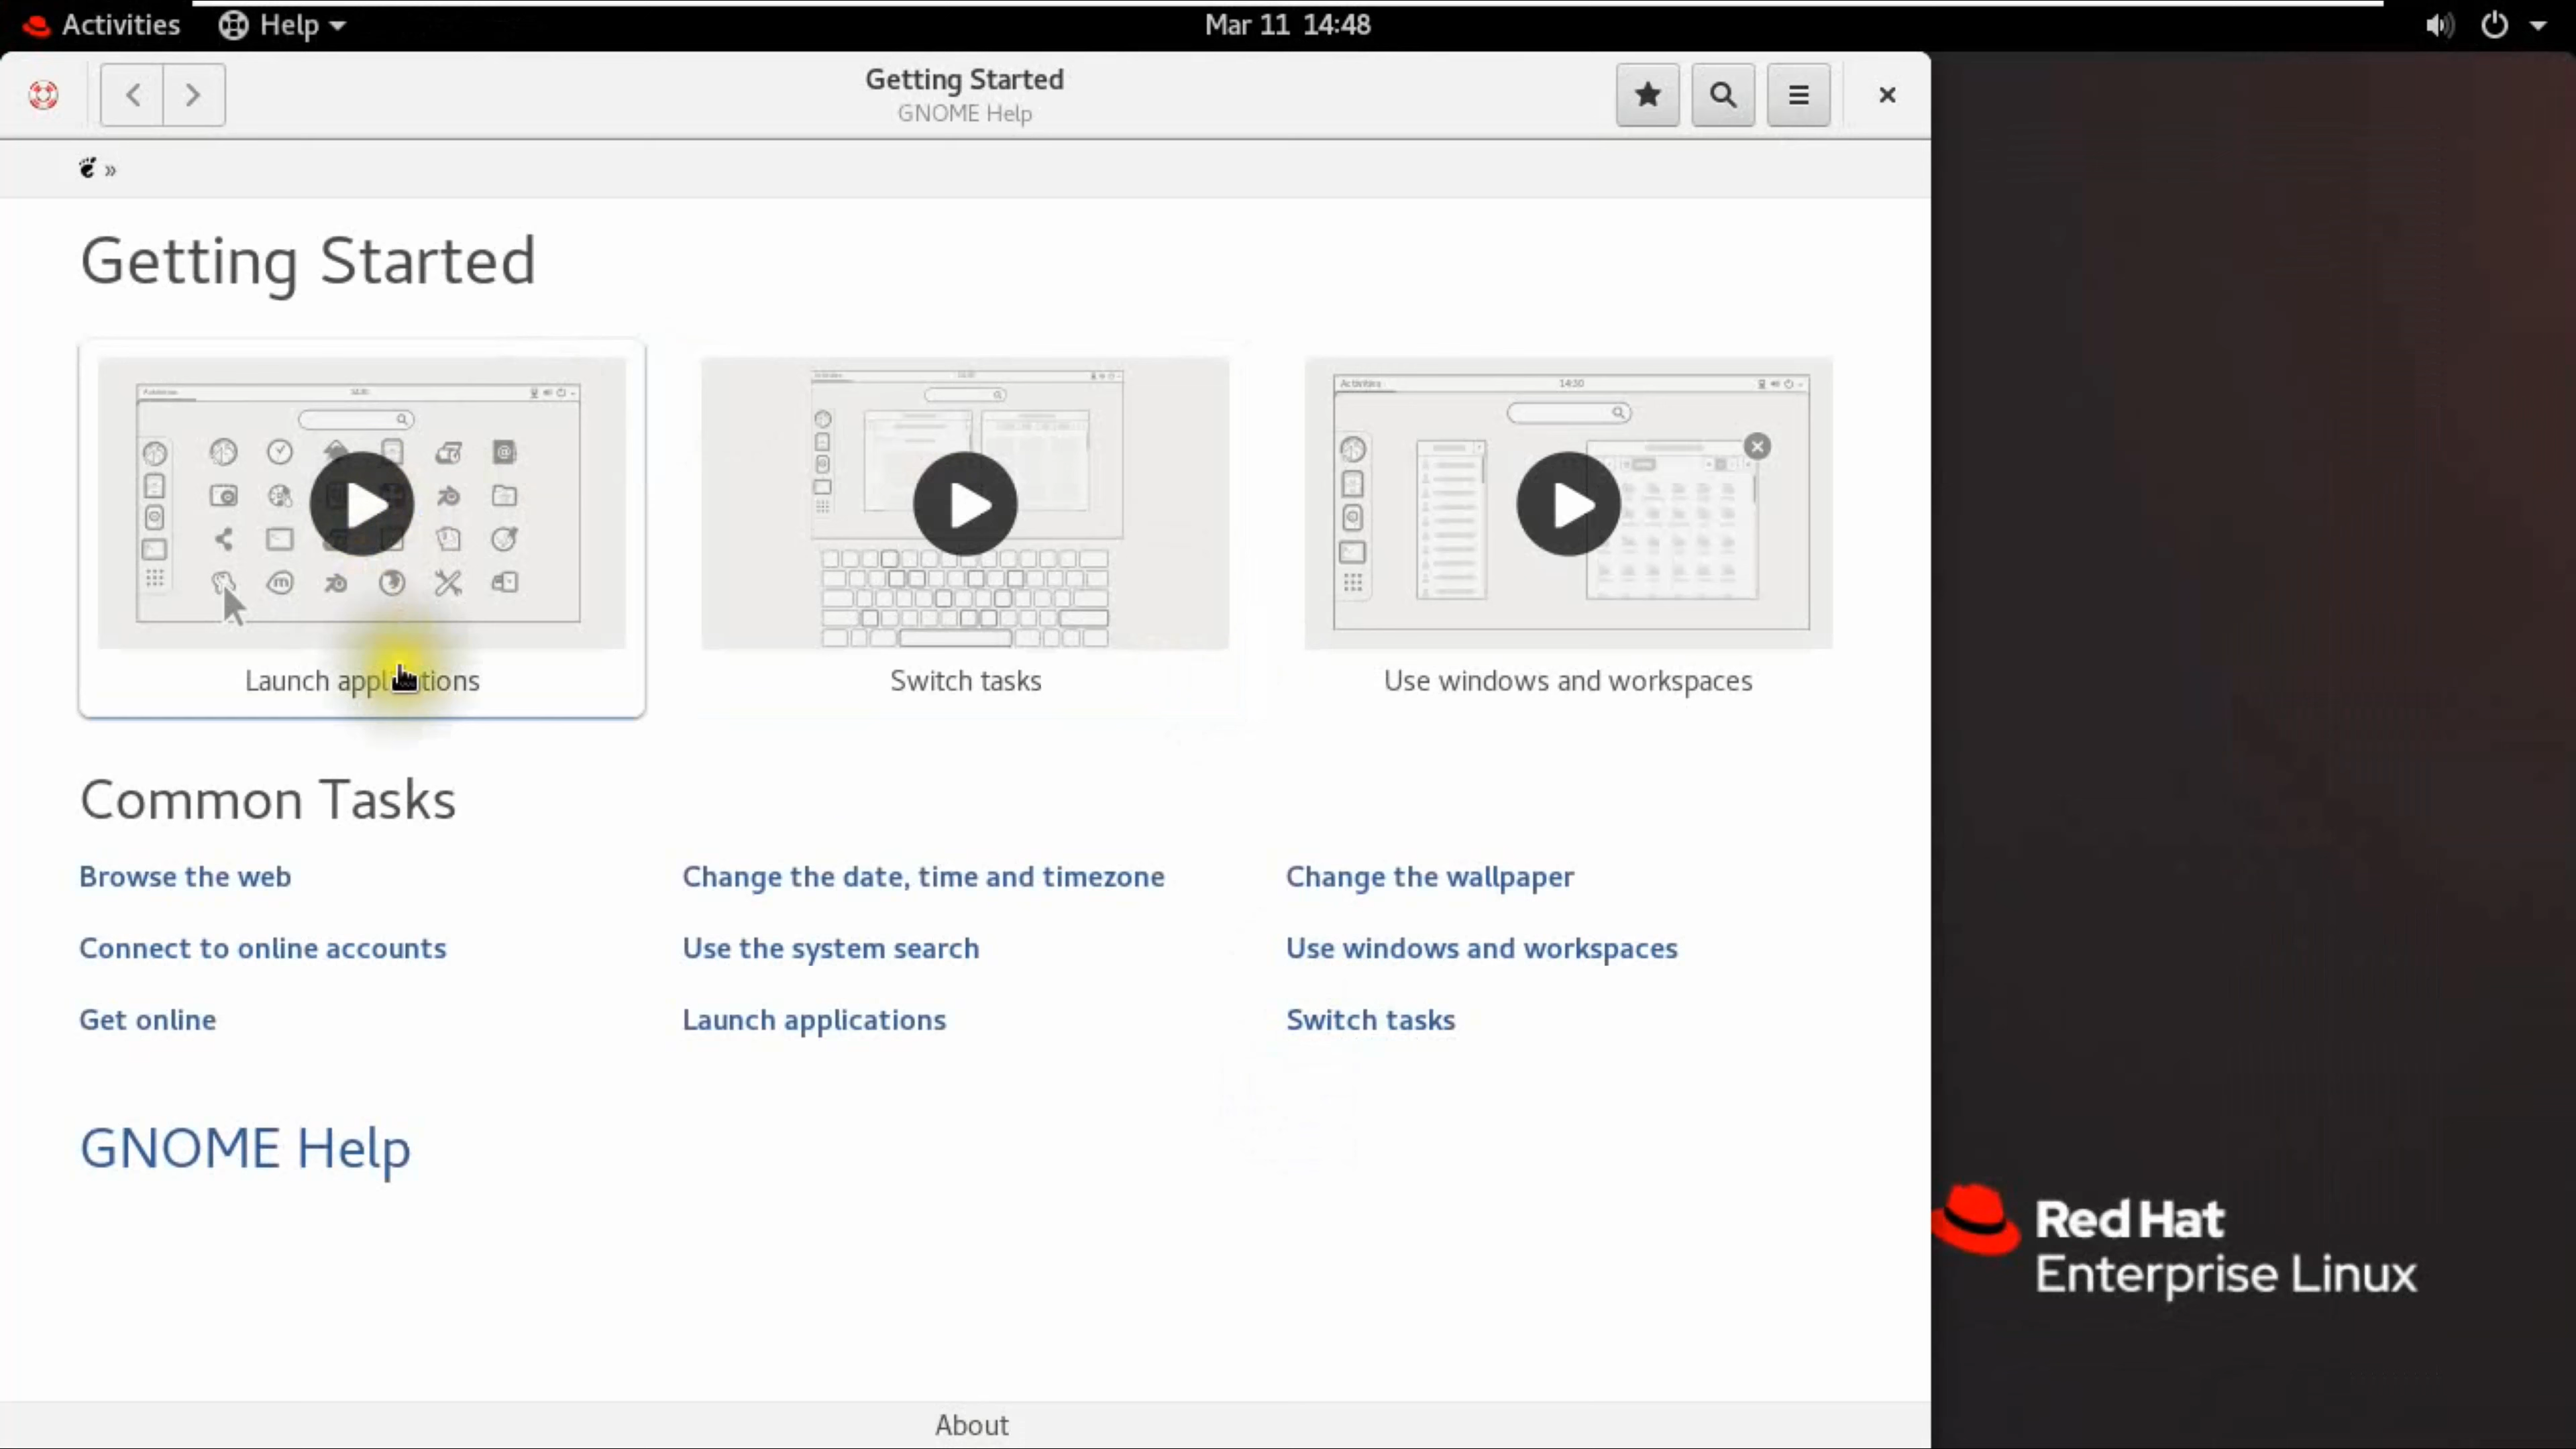 Activities Help Mar 11 14:48
Getting Started
GNOME Help
»
Getting Started
Activities 14:30
Launch applications Switch tasks Use windows and workspaces
Common Tasks
Browse the web Change the date, time and timezone Change the wallpaper
Connect to online accounts Use the system search Use windows and workspaces
Get online Launch applications Switch tasks
GNOME Help
Red Hat
Enterprise Linux
About